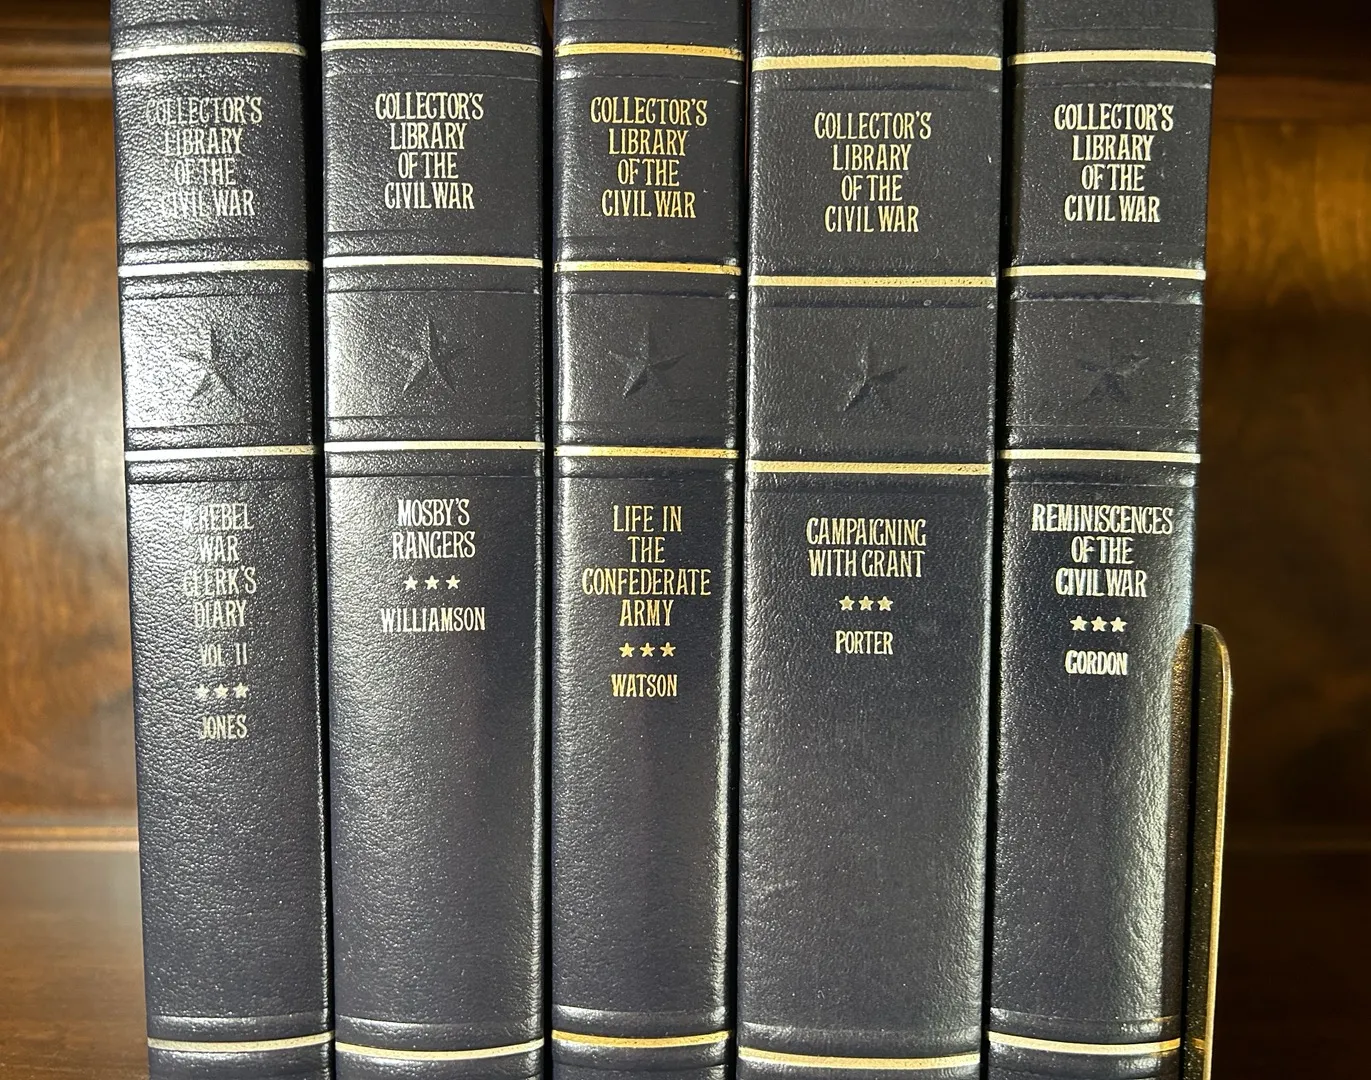 COLLECTOR'S
LIBRARY
OF THE
CIVIL WAR
A REBEL
WAR
CLERK'S
DIARY
VOL II
JONES
COLLECTOR'S
LIBRARY
OF THE
CIVIL WAR
MOSBY'S
RANGERS
WILLIAMSON
COLLECTOR'S
LIBRARY
OF THE
CIVIL WAR
LIFE IN
THE
CONFEDERATE
ARMY
WATSON
COLLECTOR'S
LIBRARY
OF THE
CIVIL WAR
CAMPAIGNING
WITH GRANT
PORTER
COLLECTOR'S
LIBRARY
OF THE
CIVIL WAR
REMINISCENCES
OF THE
CIVIL WAR
GORDON